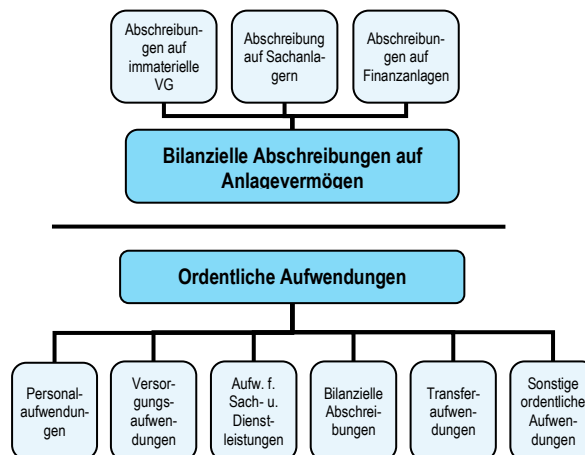 Abschreibun-
gen auf
immaterielle
VG
Abschreibung
auf Sachanla-
gern
Abschreibun-
gen auf
Finanzanlagen
Bilanzielle Abschreibungen auf
Anlagevermögen
Ordentliche Aufwendungen
Personal-
aufwendun-
gen
Versor-
gungs-
aufwen-
dungen
Aufw. f.
Sach- u.
Dienst-
leistungen
Bilanzielle
Abschrei-
bungen
Transfer-
aufwen-
dungen
Sonstige
ordentliche
Aufwen-
dungen